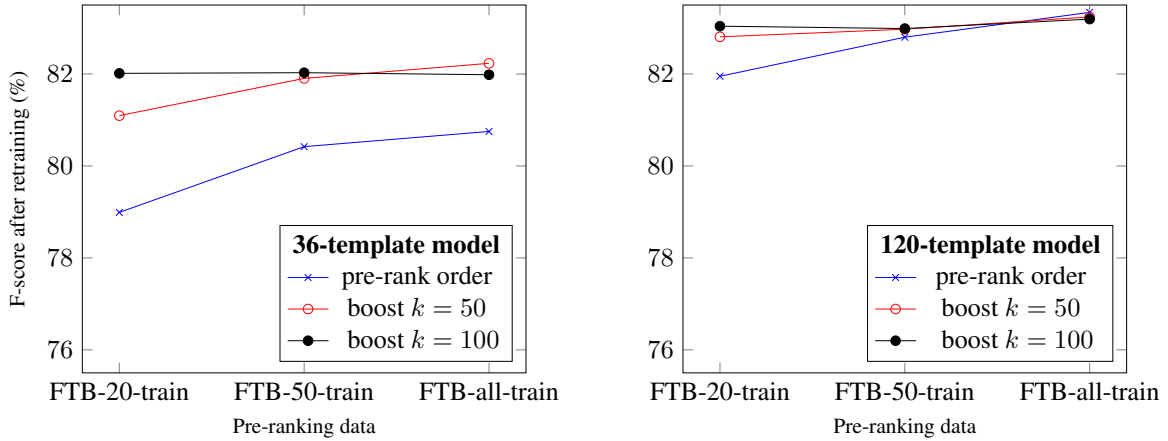 F-score after retraining (%)
82
80
78
76
36-template model
pre-rank order
boost k = 50
boost k = 100
FTB-20-train FTB-50-train FTB-all-train
Pre-ranking data
82
80
78
76
120-template model
pre-rank order
boost k = 50
boost k = 100
FTB-20-train FTB-50-train FTB-all-train
Pre-ranking data